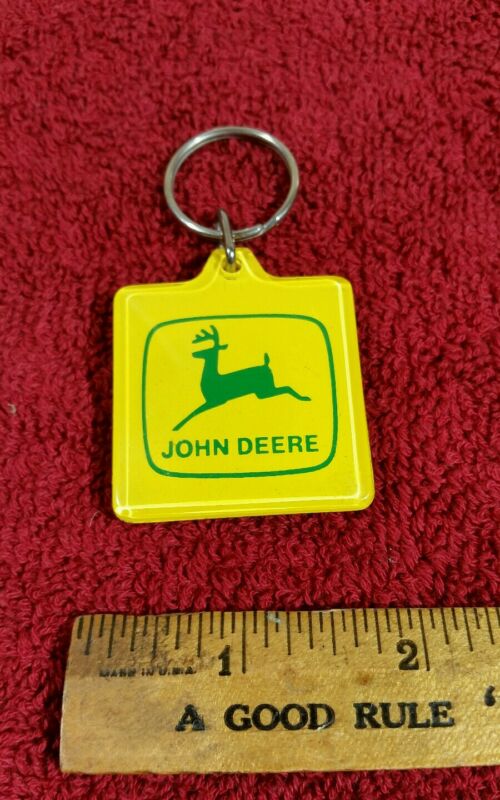 JOHN DEERE
1
2
MADE IN U.S.A.
A GOOD RULE